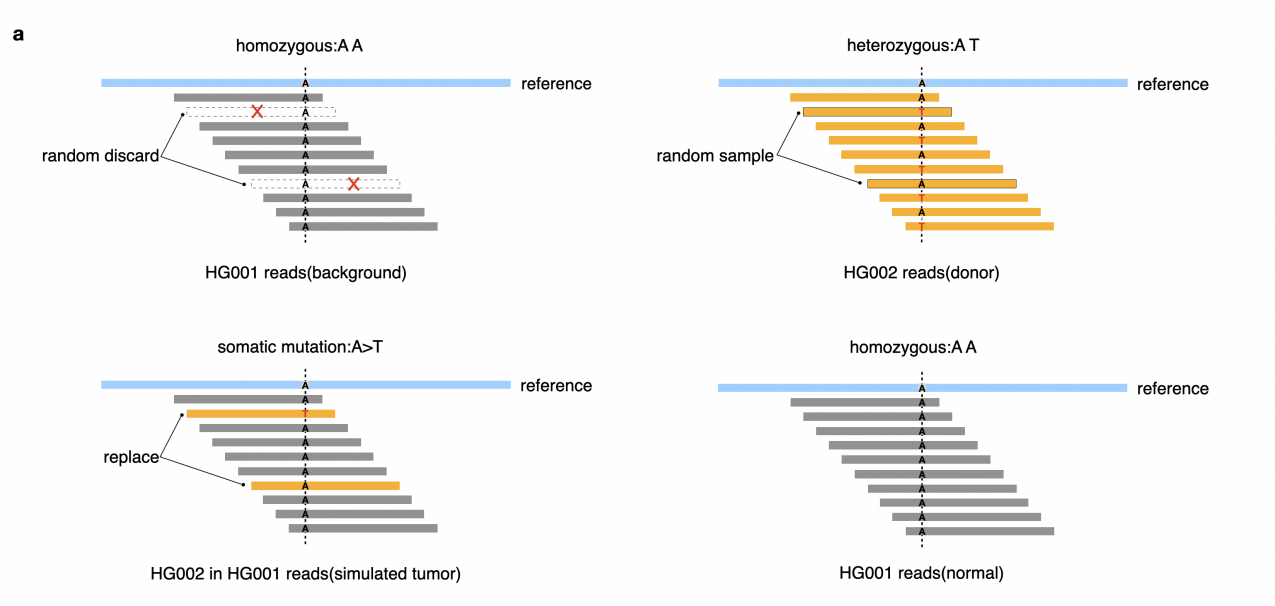 a
homozygous:A A
A
reference
A
A
A
A
A
A
A
A
A
A
random discard
HG001 reads(background)
heterozygous:A T
A
reference
A
T
A
T
A
T
A
T
A
T
random sample
HG002 reads(donor)
somatic mutation:A>T
A
reference
A
T
A
A
A
A
A
A
A
A
replace
HG002 in HG001 reads(simulated tumor)
homozygous:A A
A
reference
A
A
A
A
A
A
A
A
A
A
HG001 reads(normal)